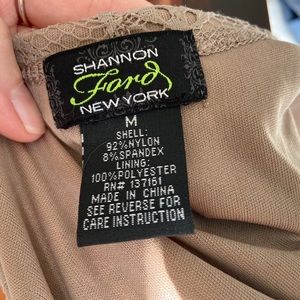 SHANNON
Ford
NEW YORK
M
SHELL:
92%NYLON
8%SPANDEX
LINING:
100%POLYESTER
RN# 137161
MADE IN CHINA
SEE REVERSE FOR
CARE INSTRUCTION